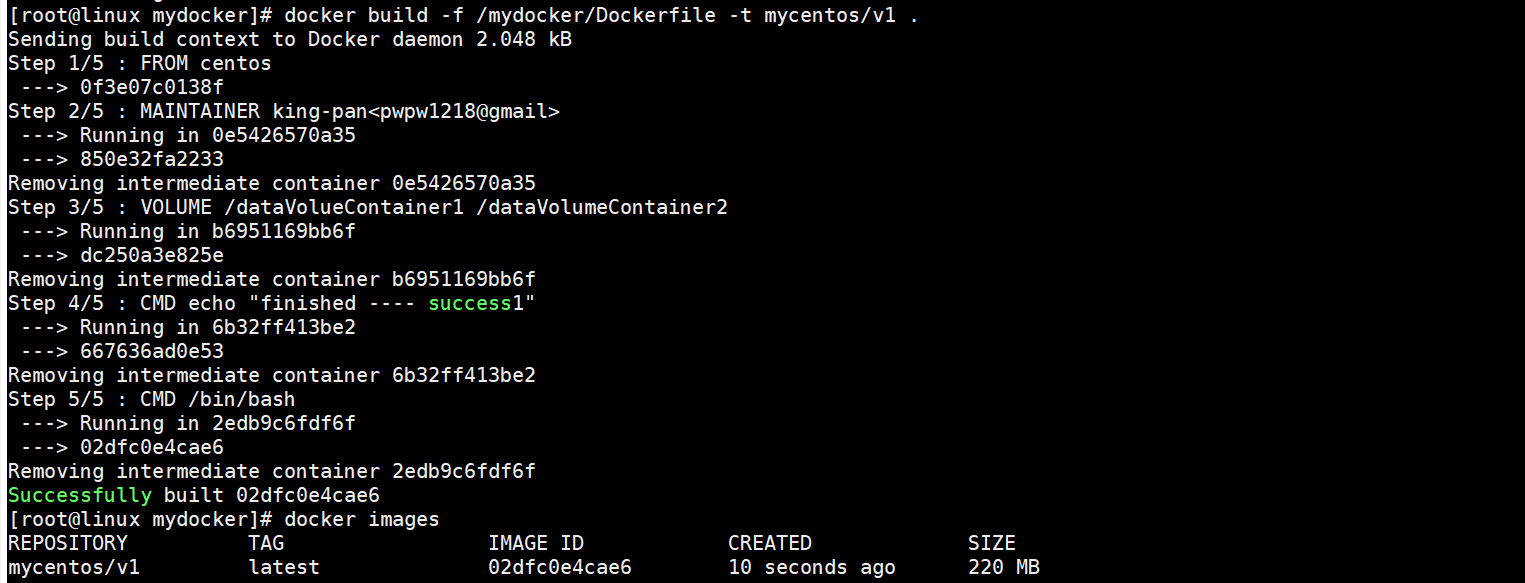 [root@linux mydocker]# docker build -f /mydocker/Dockerfile -t mycentos/v1 .
Sending build context to Docker daemon 2.048 kB
Step 1/5 : FROM centos
 ---> 0f3e07c0138f
Step 2/5 : MAINTAINER king-pan<pwpw1218@gmail>
 ---> Running in 0e5426570a35
 ---> 850e32fa2233
Removing intermediate container 0e5426570a35
Step 3/5 : VOLUME /dataVolueContainer1 /dataVolumeContainer2
 ---> Running in b6951169bb6f
 ---> dc250a3e825e
Removing intermediate container b6951169bb6f
Step 4/5 : CMD echo "finished ---- success1"
 ---> Running in 6b32ff413be2
 ---> 667636ad0e53
Removing intermediate container 6b32ff413be2
Step 5/5 : CMD /bin/bash
 ---> Running in 2edb9c6fdf6f
 ---> 02dfc0e4cae6
Removing intermediate container 2edb9c6fdf6f
Successfully built 02dfc0e4cae6
[root@linux mydocker]# docker images
REPOSITORY          TAG                 IMAGE ID            CREATED             SIZE
mycentos/v1         latest              02dfc0e4cae6        10 seconds ago      220 MB